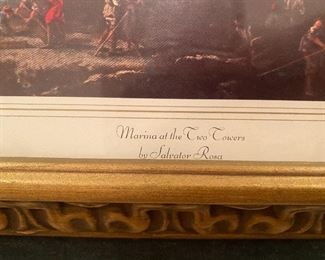 Marina at the Two Towers
by Salvator Rosa